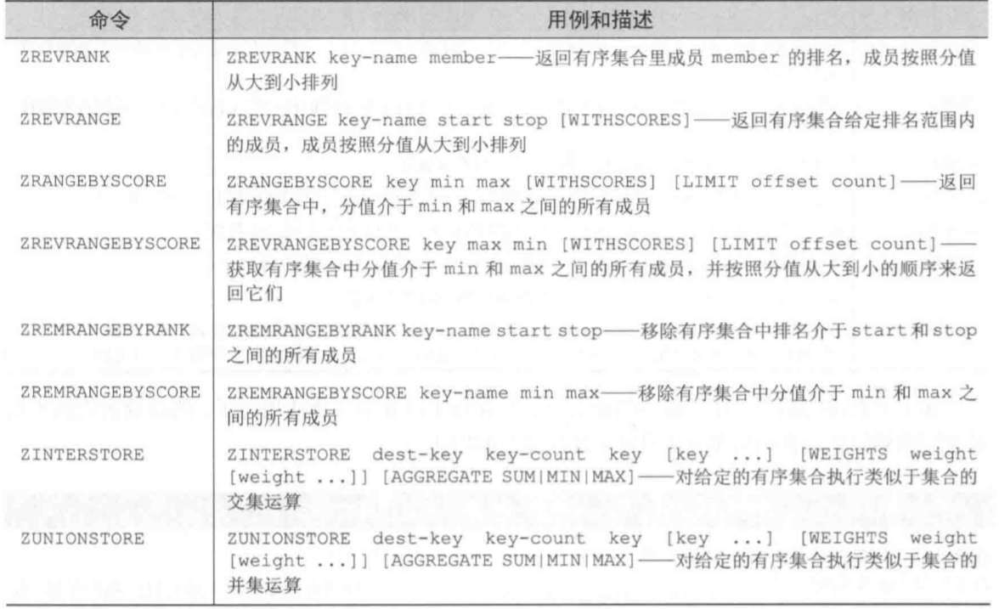 命令 用例和描述
ZREVRANK ZREVRANK key-name member——返回有序集合里成员 member 的排名，成员按照分值
从大到小排列
ZREVRANGE ZREVRANGE key-name start stop [WITHSCORES]——返回有序集合给定排名范围内
的成员，成员按照分值从大到小排列
ZRANGEBYSCORE ZRANGEBYSCORE key min max [WITHSCORES] [LIMIT offset count]——返回
有序集合中，分值介于 min 和 max 之间的所有成员
ZREVRANGEBYSCORE ZREVRANGEBYSCORE key max min [WITHSCORES] [LIMIT offset count]——
获取有序集合中分值介于 min 和 max 之间的所有成员，并按照分值从大到小的顺序来返
回它们
ZREMRANGEBYRANK ZREMRANGEBYRANK key-name start stop——移除有序集合中排名介于 start 和 stop
之间的所有成员
ZREMRANGEBYSCORE ZREMRANGEBYSCORE key-name min max——移除有序集合中分值介于 min 和 max 之
间的所有成员
ZINTERSTORE ZINTERSTORE dest-key key-count key [key ...] [WEIGHTS weight
[weight ...]] [AGGREGATE SUM|MIN|MAX]——对给定的有序集合执行类似于集合的
交集运算
ZUNIONSTORE ZUNIONSTORE dest-key key-count key [key ...] [WEIGHTS weight
[weight ...]] [AGGREGATE SUM|MIN|MAX]——对给定的有序集合执行类似于集合的
并集运算